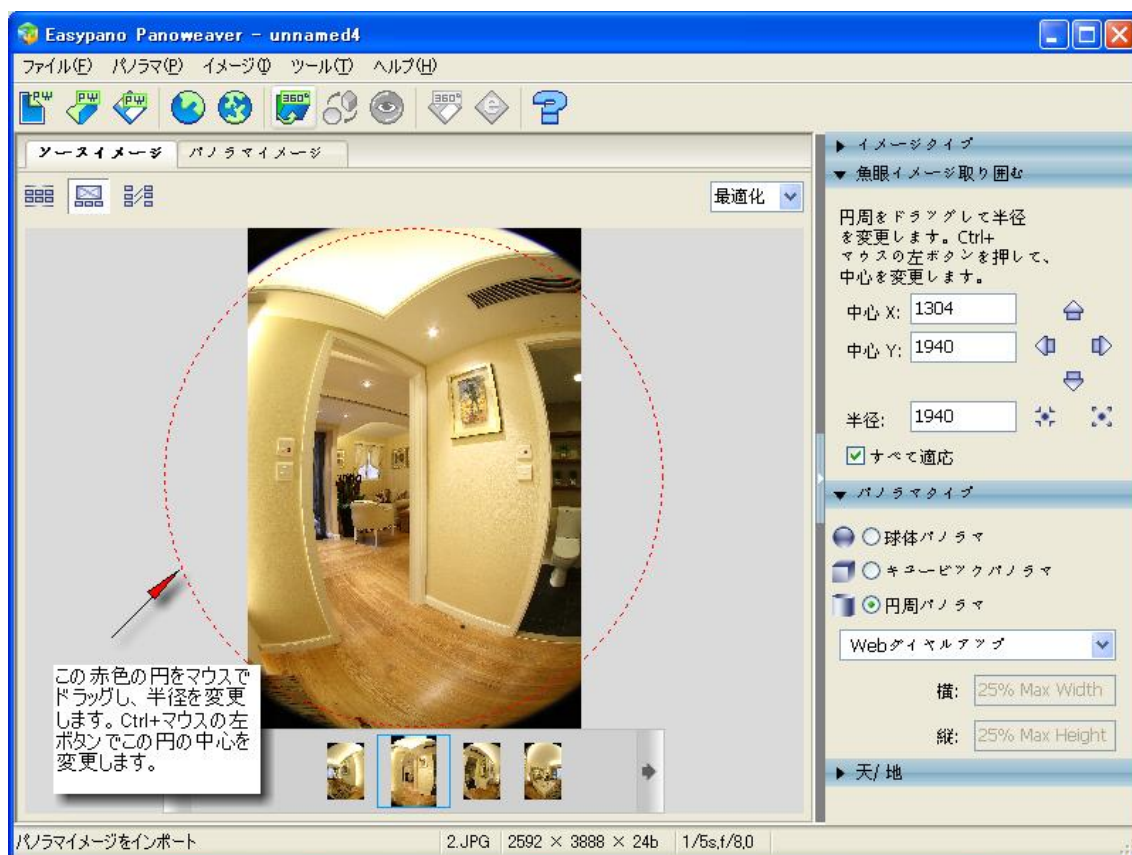 Easypano Panoweaver - unnamed4
ファイル(F) パノラマ(P) イメージ(I) ツール(T) ヘルプ(H)
PW PW PW 360° 360° e ?
ソースイメージ パノラマイメージ
最適化
この赤色の円をマウスで
ドラッグし、半径を変更
します。Ctrl+マウスの左
ボタンでこの円の中心を
変更します。
イメージタイプ
魚眼イメージ取り囲む
円周をドラッグして半径
を変更します。Ctrl+
マウスの左ボタンを押して、
中心を変更します。
中心 X: 1304
中心 Y: 1940
半径: 1940
すべて適応
パノラマタイプ
球体パノラマ
キュービックパノラマ
円周パノラマ
Webダイヤルアップ
横: 25% Max Width
縦: 25% Max Height
天/地
パノライメージをインポート 2.JPG 2592 × 3888 × 24b 1/5s,f/8,0